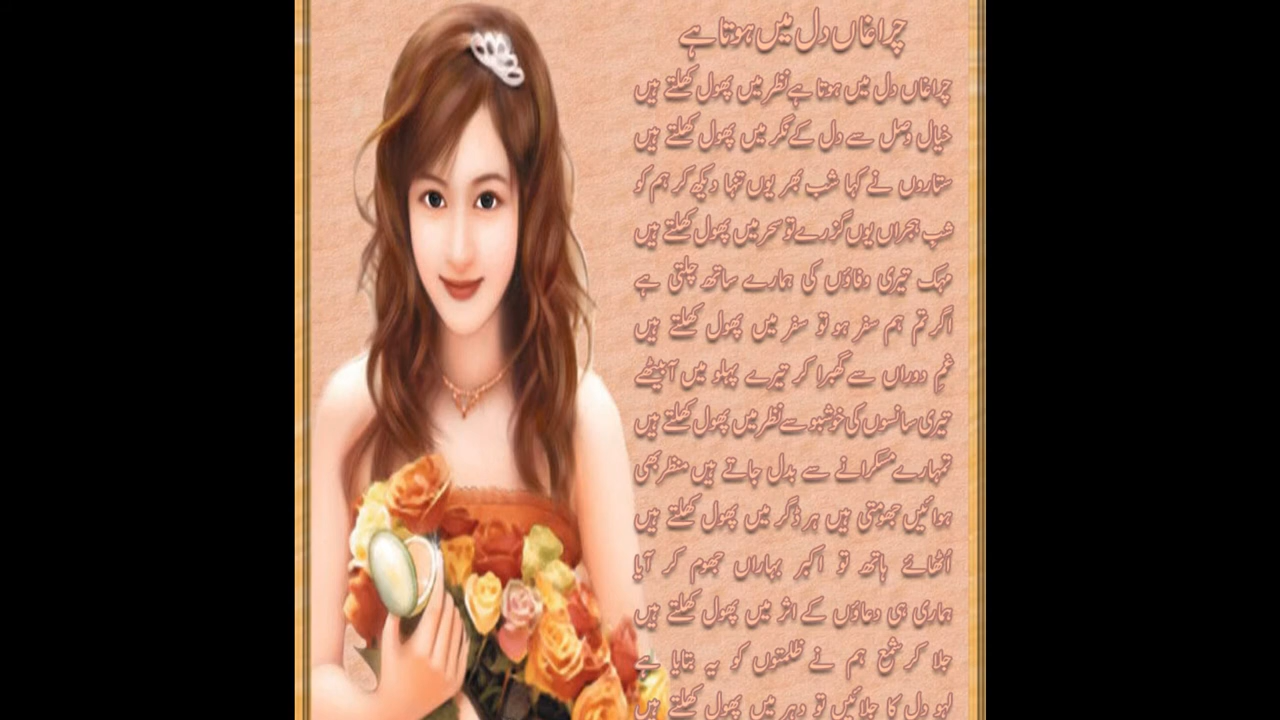 چراغاں دل میں ہوتا ہے
چراغاں دل میں ہوتا ہے نظر میں پھول کھلتے ہیں
خیال وصل سے دل کے نگر میں پھول کھلتے ہیں
ستاروں نے کہا شب بھر یوں تنہا دیکھ کر ہم کو
شبِ ہجراں یوں گزرے تو سحر میں پھول کھلتے ہیں
مہک تیری وفاؤں کی ہمارے ساتھ چلتی ہے
اگر تم ہم سفر ہو تو سفر میں پھول کھلتے ہیں
غمِ دوراں سے گھبرا کر تیرے پہلو میں آبیٹھے
تیری سانسوں کی خوشبو سے نظر میں پھول کھلتے ہیں
تمہارے مسکرانے سے بدل جاتے ہیں منظر بھی
ہوائیں جھومتی ہیں ہر ڈگر میں پھول کھلتے ہیں
اُٹھائے ہاتھ تو اکبر بہاراں جھوم کر آیا
ہماری ہی دعاؤں کے اثر میں پھول کھلتے ہیں
جلا کر شمع ہم نے ظلمتوں کو یہ بتایا ہے
لہو دل کا جلائیں تو دہر میں پھول کھلتے ہیں